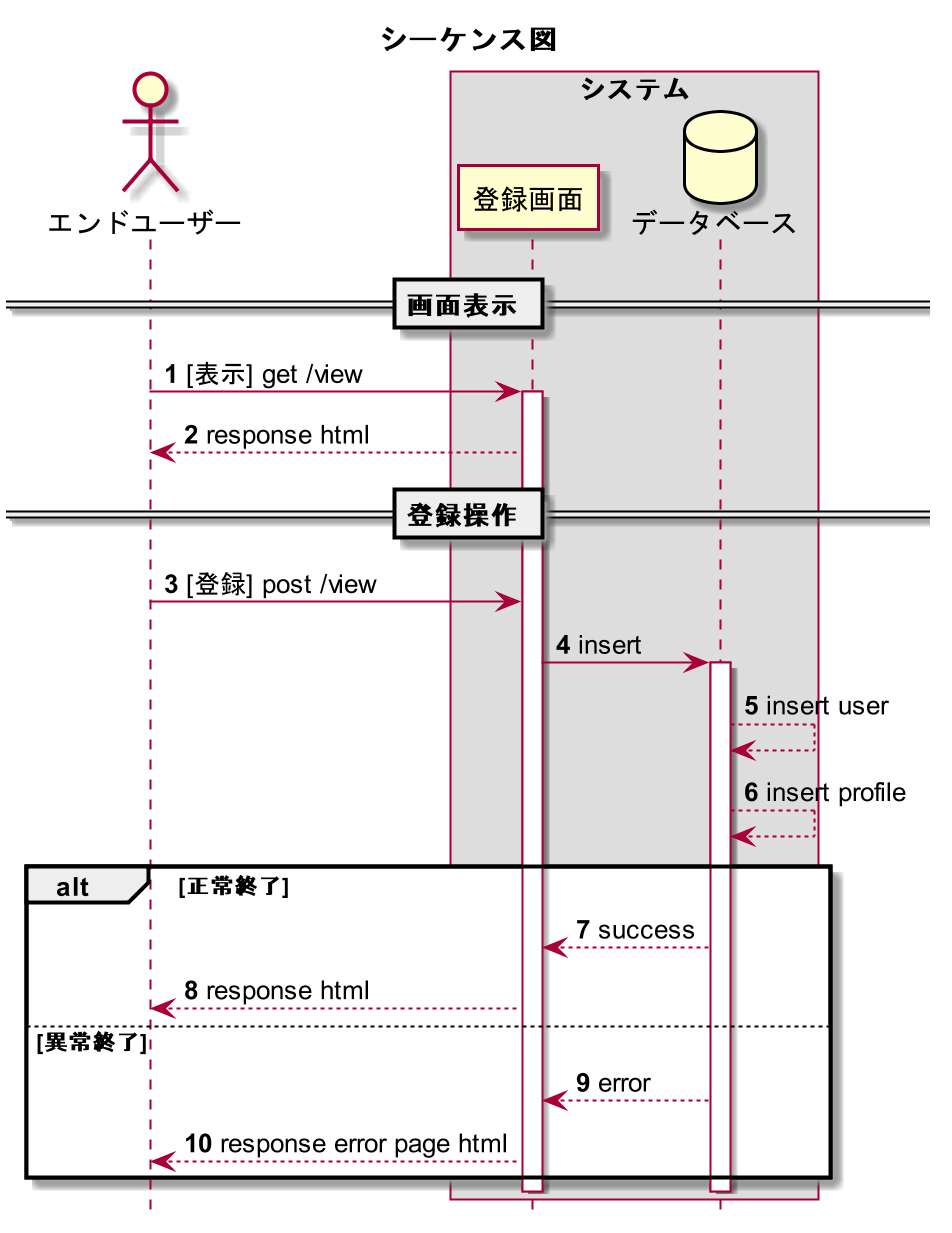 シーケンス図
システム
エンドユーザー
登録画面
データベース
画面表示
1 [表示] get /view
2 response html
登録操作
3 [登録] post /view
4 insert
5 insert user
6 insert profile
alt [正常終了]
7 success
8 response html
[異常終了]
9 error
10 response error page html